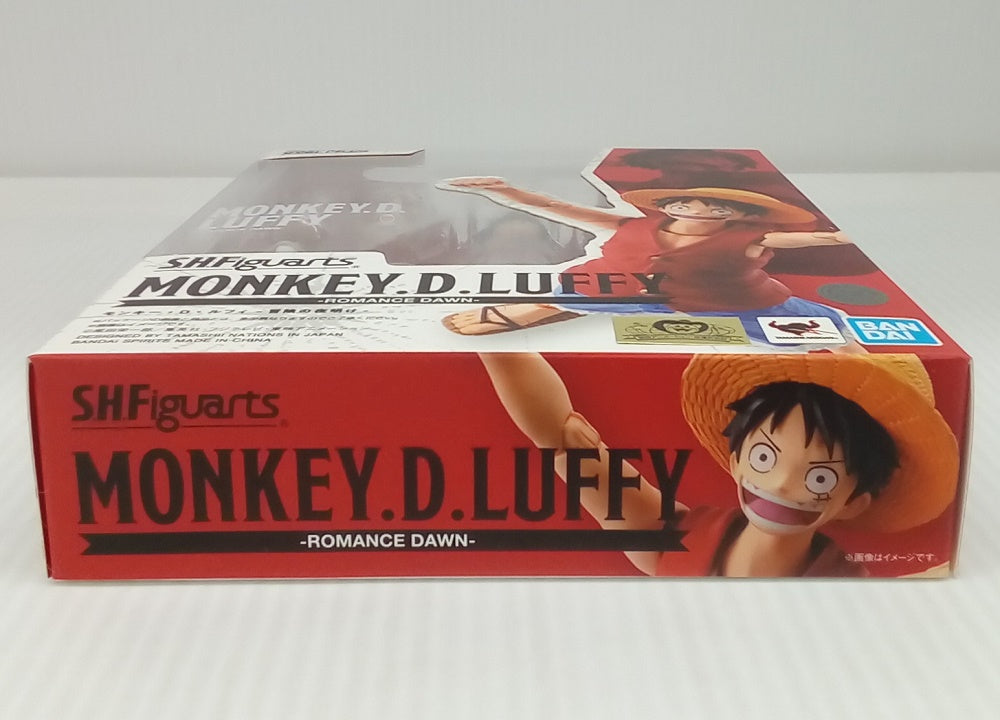 MONKEY.D.
LUFFY
S.H.Figuarts®
MONKEY.D.LUFFY
-ROMANCE DAWN-
モンキー・D・ルフィ -冒険の夜明け-
DESIGNED BY TAMASHII NATIONS IN JAPAN
BANDAI SPIRITS MADE IN CHINA
BAN
DAI
S.H.Figuarts®
MONKEY.D.LUFFY
-ROMANCE DAWN-
※画像はイメージです。